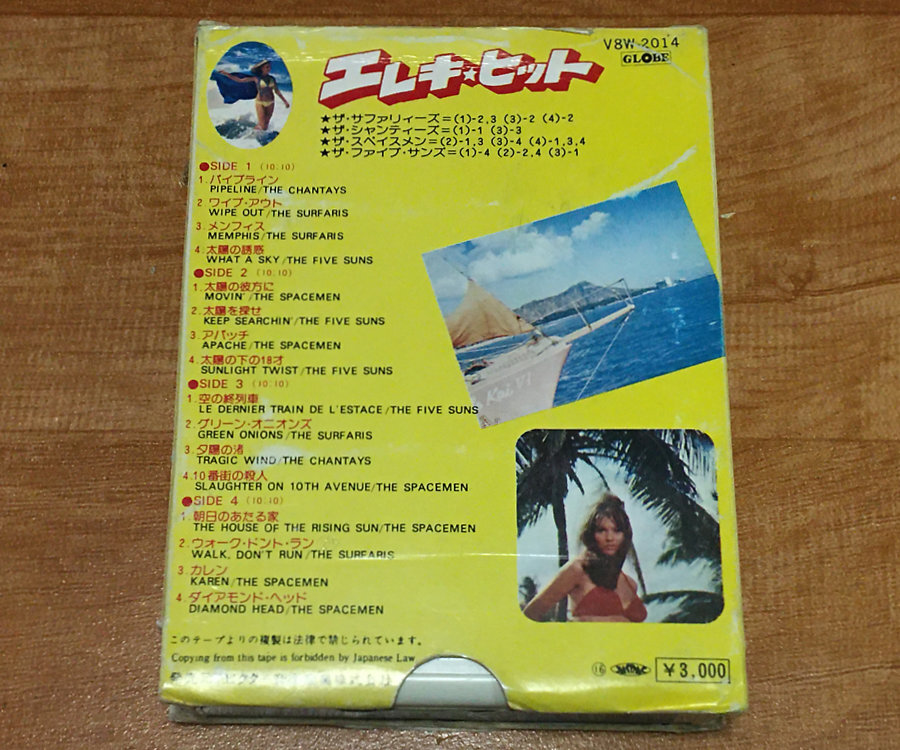 V8W-2014
GLOBE
エレキ★ヒット
★ザ・サファリィーズ=(1)-2,3 (3)-2 (4)-2
★ザ・シャンティーズ=(1)-1 (3)-3
★ザ・スペイスメン=(2)-1,3 (3)-4 (4)-1,3,4
★ザ・ファイブ・サンズ=(1)-4 (2)-2,4 (3)-1
●SIDE 1 (10:10)
1.パイプライン
PIPELINE/THE CHANTAYS
2 ワイプ・アウト
WIPE OUT/THE SURFARIS
3.メンフィス
MEMPHIS/THE SURFARIS
4.太陽の誘惑
WHAT A SKY/THE FIVE SUNS
●SIDE 2 (10:10)
1.太陽の彼方に
MOVIN'/THE SPACEMEN
2.太陽を探せ
KEEP SEARCHIN'/THE FIVE SUNS
3.アパッチ
APACHE/THE SPACEMEN
4.太陽の下の18才
SUNLIGHT TWIST/THE FIVE SUNS
●SIDE 3 (10:10)
1.空の終列車
LE DERNIER TRAIN DE L'ESTACE/THE FIVE SUNS
2.グリーン・オニオンズ
GREEN ONIONS/THE SURFARIS
3.夕陽の渚
TRAGIC WIND/THE CHANTAYS
4.10番街の殺人
SLAUGHTER ON 10TH AVENUE/THE SPACEMEN
●SIDE 4 (10:10)
1.朝日のあたる家
THE HOUSE OF THE RISING SUN/THE SPACEMEN
2.ウォーク・ドント・ラン
WALK, DON'T RUN/THE SURFARIS
3.カレン
KAREN/THE SPACEMEN
4.ダイアモンド・ヘッド
DIAMOND HEAD/THE SPACEMEN
Kai VI
このテープよりの複製は法律で禁じられています。
Copying from this tape is forbidden by Japanese Law
⑯
¥3,000